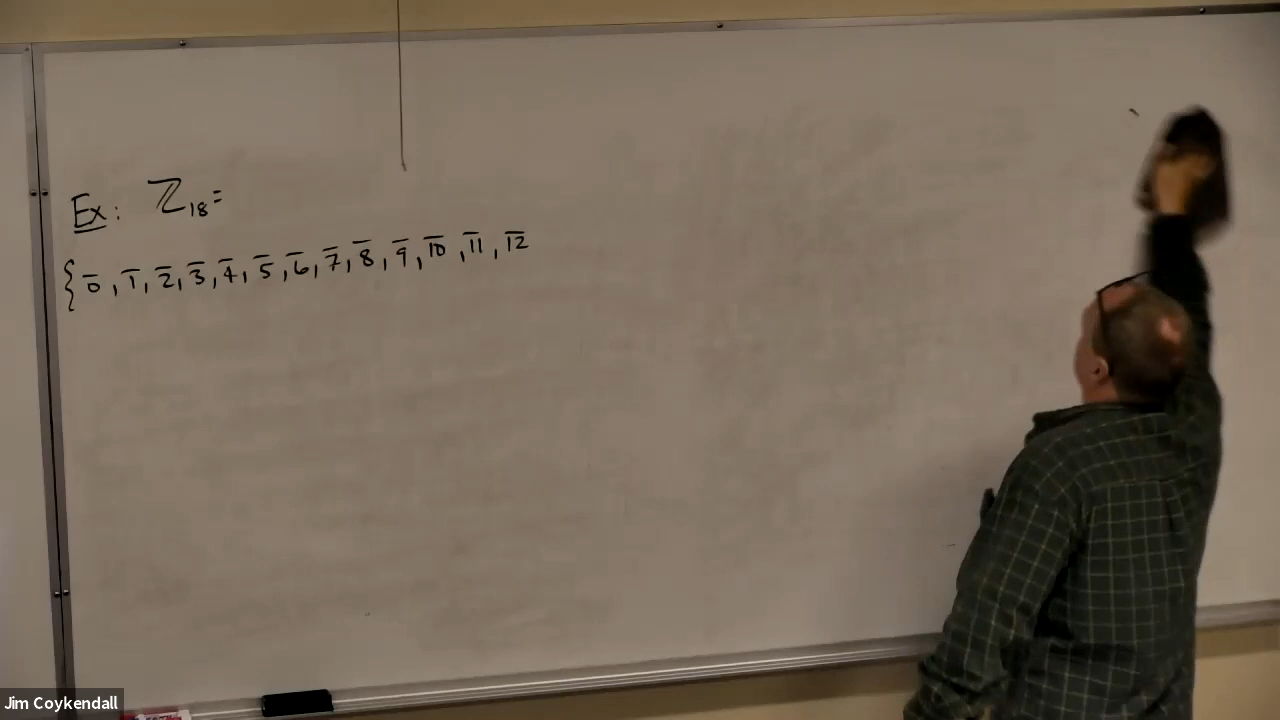 Ex: ℤ₁₈=
{0̅, 1̅, 2̅, 3̅, 4̅, 5̅, 6̅, 7̅, 8̅, 9̅, 1̅0̅, 1̅1̅, 1̅2̅
Jim Coykendall